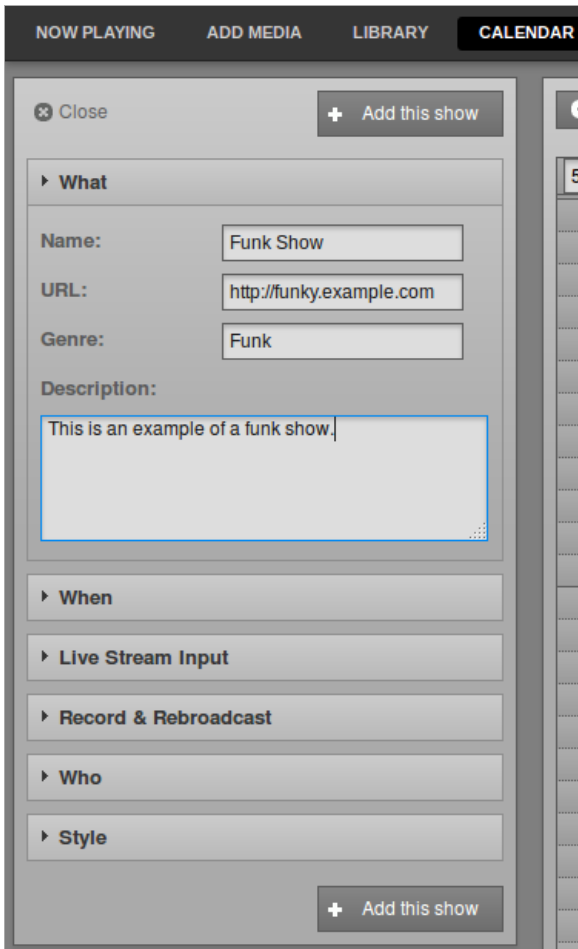 NOW PLAYING ADD MEDIA LIBRARY CALENDAR
Close
Add this show
What
Name: Funk Show
URL: http://funky.example.com
Genre: Funk
Description:
This is an example of a funk show.
When
Live Stream Input
Record & Rebroadcast
Who
Style
Add this show